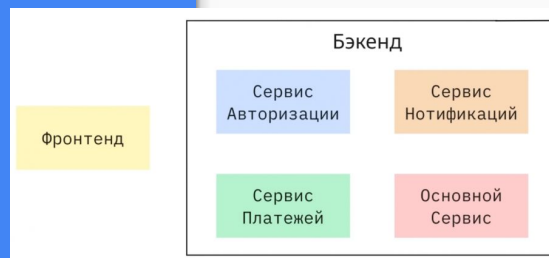 Бэкенд
Сервис
Авторизации
Сервис
Нотификаций
Фронтенд
Сервис
Платежей
Основной
Сервис